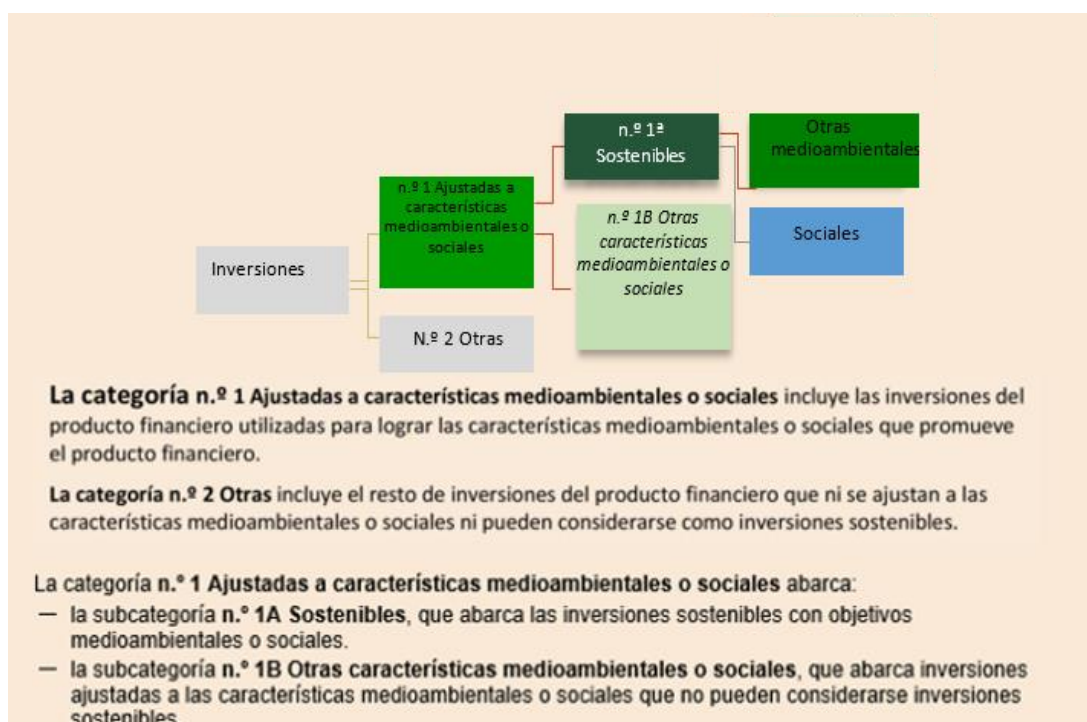 n.º 1ª
Sostenibles
Otras
medioambientales
n.º 1 Ajustadas a
características
medioambientales o
sociales
n.º 1B Otras
características
medioambientales o
sociales
Sociales
Inversiones
N.º 2 Otras
La categoría n.º 1 Ajustadas a características medioambientales o sociales incluye las inversiones del
producto financiero utilizadas para lograr las características medioambientales o sociales que promueve
el producto financiero.
La categoría n.º 2 Otras incluye el resto de inversiones del producto financiero que ni se ajustan a las
características medioambientales o sociales ni pueden considerarse como inversiones sostenibles.
La categoría n.º 1 Ajustadas a características medioambientales o sociales abarca:
— la subcategoría n.º 1A Sostenibles, que abarca las inversiones sostenibles con objetivos
medioambientales o sociales.
— la subcategoría n.º 1B Otras características medioambientales o sociales, que abarca inversiones
ajustadas a las características medioambientales o sociales que no pueden considerarse inversiones
sostenibles